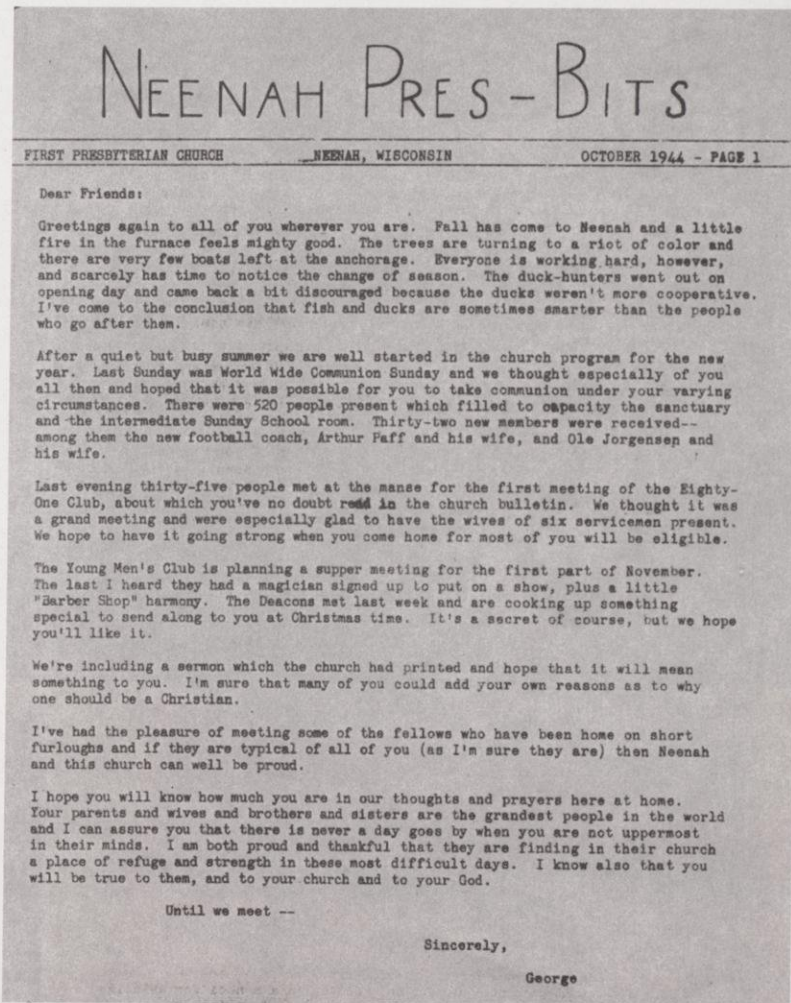 NEENAH PRES-BITS
FIRST PRESBYTERIAN CHURCH NEENAH, WISCONSIN OCTOBER 1944 - PAGE 1
Dear Friends:
Greetings again to all of you wherever you are. Fall has come to Neenah and a little
fire in the furnace feels mighty good. The trees are turning to a riot of color and
there are very few boats left at the anchorage. Everyone is working hard, however,
and scarcely has time to notice the change of season. The duck-hunters went out on
opening day and came back a bit discouraged because the ducks weren't more cooperative.
I've come to the conclusion that fish and ducks are sometimes smarter than the people
who go after them.
After a quiet but busy summer we are well started in the church program for the new
year. Last Sunday was World Wide Communion Sunday and we thought especially of you
all then and hoped that it was possible for you to take communion under your varying
circumstances. There were 520 people present which filled to capacity the sanctuary
and the intermediate Sunday School room. Thirty-two new members were received--
among them the new football coach, Arthur Faff and his wife, and Ole Jorgensen and
his wife.
Last evening thirty-five people met at the manse for the first meeting of the Eighty-
One Club, about which you've no doubt read in the church bulletin. We thought it was
a grand meeting and were especially glad to have the wives of six servicemen present.
We hope to have it going strong when you come home for most of you will be eligible.
The Young Men's Club is planning a supper meeting for the first part of November.
The last I heard they had a magician signed up to put on a show, plus a little
"Barber Shop" harmony. The Deacons met last week and are cooking up something
special to send along to you at Christmas time. It's a secret of course, but we hope
you'll like it.
We're including a sermon which the church had printed and hope that it will mean
something to you. I'm sure that many of you could add your own reasons as to why
one should be a Christian.
I've had the pleasure of meeting some of the fellows who have been home on short
furloughs and if they are typical of all of you (as I'm sure they are) then Neenah
and this church can well be proud.
I hope you will know how much you are in our thoughts and prayers here at home.
Your parents and wives and brothers and sisters are the grandest people in the world
and I can assure you that there is never a day goes by when you are not uppermost
in their minds. I am both proud and thankful that they are finding in their church
a place of refuge and strength in these most difficult days. I know also that you
will be true to them, and to your church and to your God.
Until we meet --
Sincerely,
George